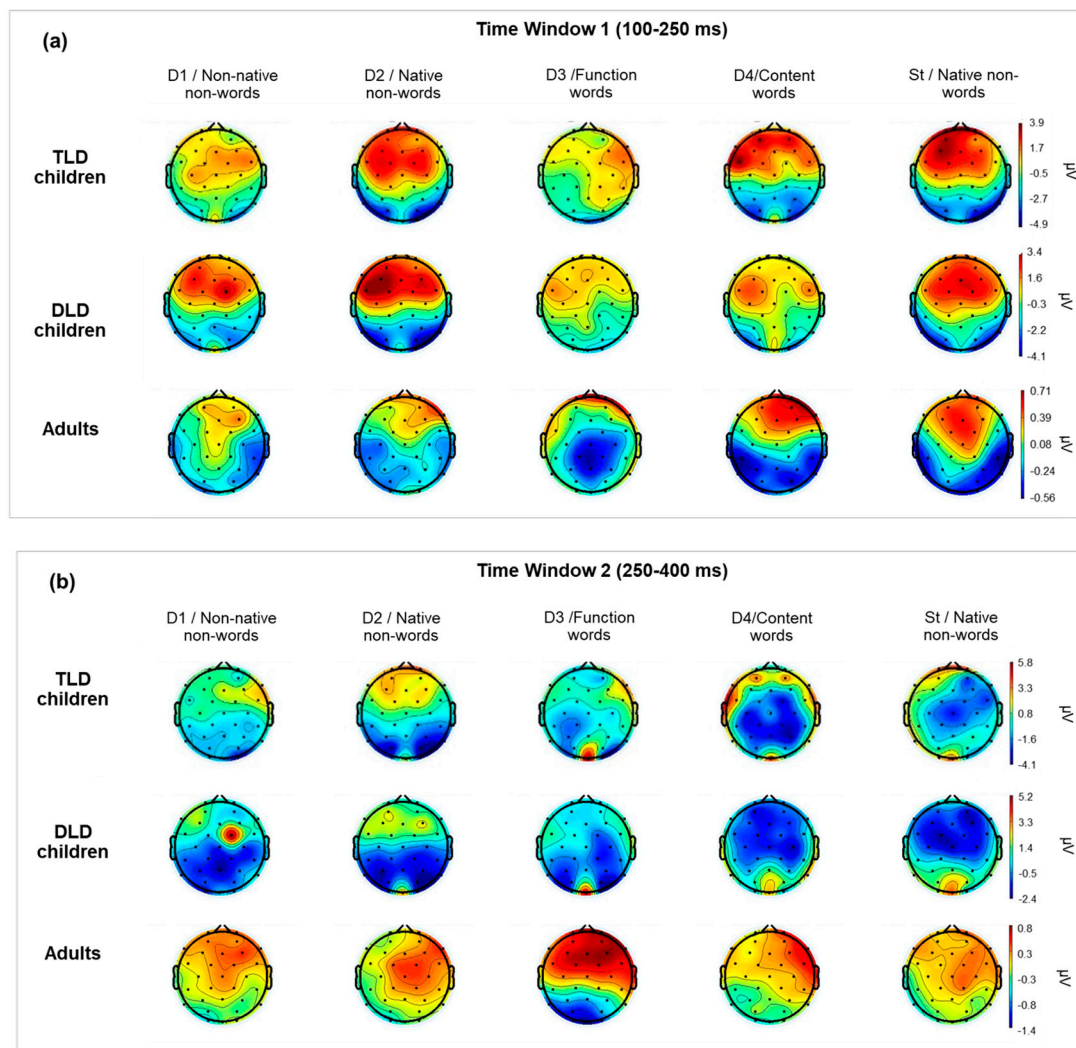 (a)
Time Window 1 (100-250 ms)
D1 / Non-native
non-words
D2 / Native
non-words
D3 /Function
words
D4/Content
words
St / Native non-
words
TLD
children
3.9
1.7
-0.5
-2.7
-4.9
μV
DLD
children
3.4
1.6
-0.3
-2.2
-4.1
μV
Adults
0.71
0.39
0.08
-0.24
-0.56
μV
(b)
Time Window 2 (250-400 ms)
D1 / Non-native
non-words
D2 / Native
non-words
D3 /Function
words
D4/Content
words
St / Native
non-words
TLD
children
5.8
3.3
0.8
-1.6
-4.1
μV
DLD
children
5.2
3.3
1.4
-0.5
-2.4
μV
Adults
0.8
0.3
-0.3
-0.8
-1.4
μV